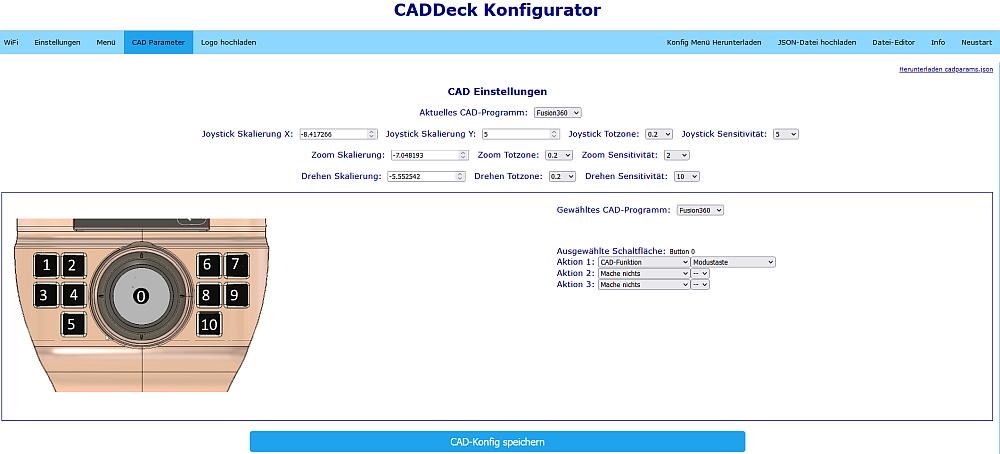 CADDeck Konfigurator
WiFi Einstellungen Menü CAD Parameter Logo hochladen Konfig Menü Herunterladen JSON-Datei hochladen Datei-Editor Info Neustart
Herunterladen cadparams.json
CAD Einstellungen
Aktuelles CAD-Programm: Fusion360
Joystick Skalierung X: -8.417266 Joystick Skalierung Y: 5 Joystick Totzone: 0.2 Joystick Sensitivität: 5
Zoom Skalierung: -7.048193 Zoom Totzone: 0.2 Zoom Sensitivität: 2
Drehen Skalierung: -5.552542 Drehen Totzone: 0.2 Drehen Sensitivität: 10
Gewähltes CAD-Programm: Fusion360
Ausgewählte Schaltfläche: Button 0
Aktion 1: CAD-Funktion Modustaste
Aktion 2: Mache nichts --
Aktion 3: Mache nichts --
1 2 6 7
3 4 0 8 9
5 10
CAD-Konfig speichern